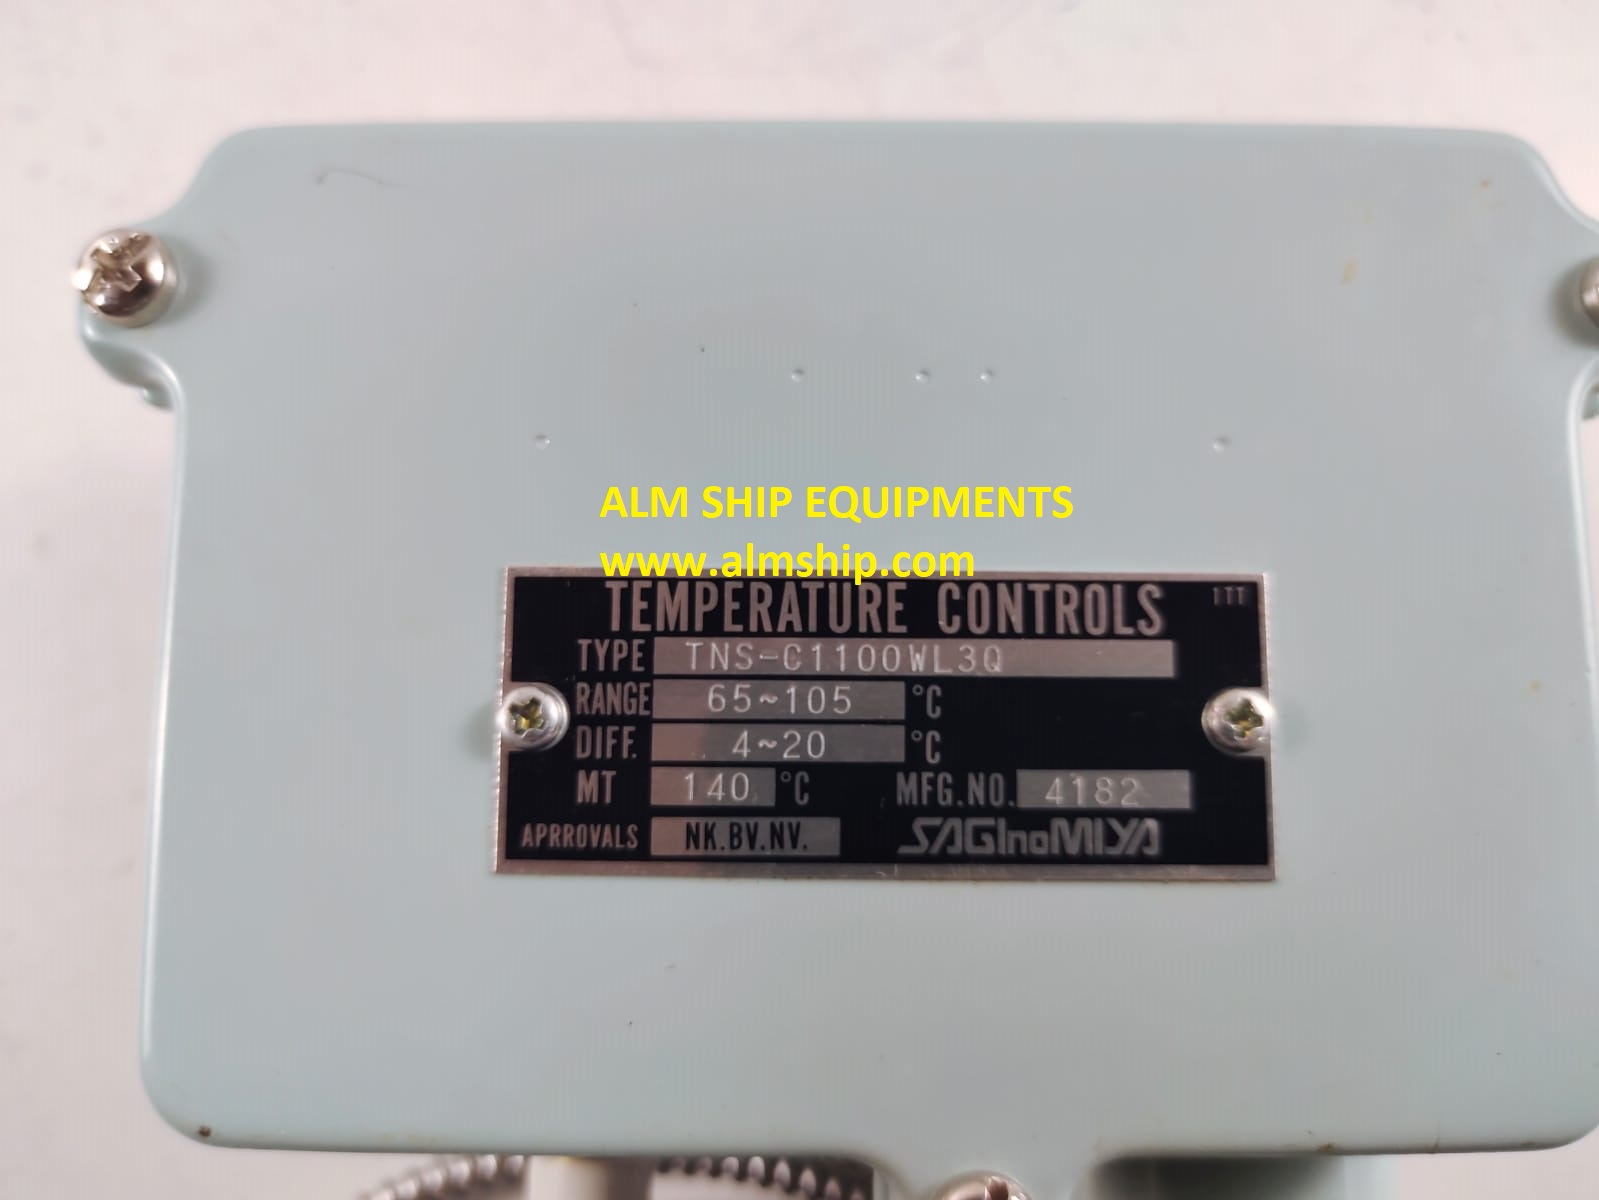 ALM SHIP EQUIPMENTS
www.almship.com
TEMPERATURE CONTROLS 1TT
TYPE TNS-C1100WL3Q
RANGE 65~105 °C
DIFF. 4~20 °C
MT 140 °C MFG.NO. 4182
APRROVALS NK.BV.NV. SAGInoMIYA